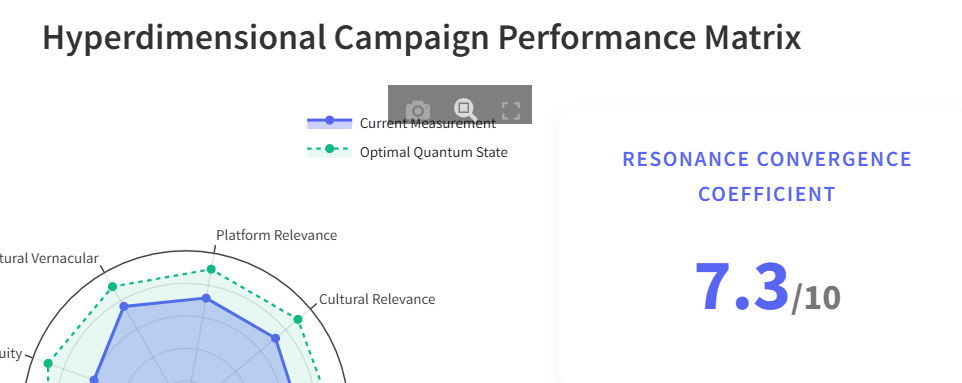 Hyperdimensional Campaign Performance Matrix
Current Measurement
Optimal Quantum State
RESONANCE CONVERGENCE
COEFFICIENT
7.3/10
Platform Relevance
tural Vernacular
Cultural Relevance
uity